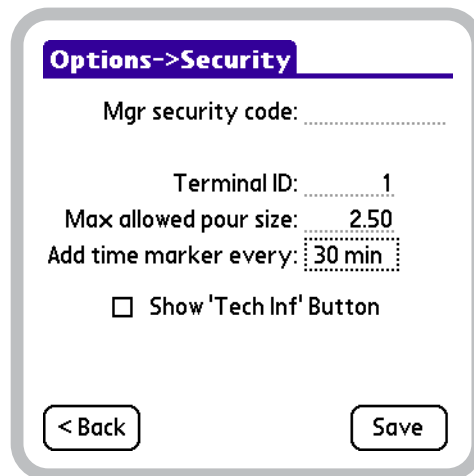 Options->Security
Mgr security code:
Terminal ID: 1
Max allowed pour size: 2.50
Add time marker every: 30 min
Show 'Tech Inf' Button
< Back Save